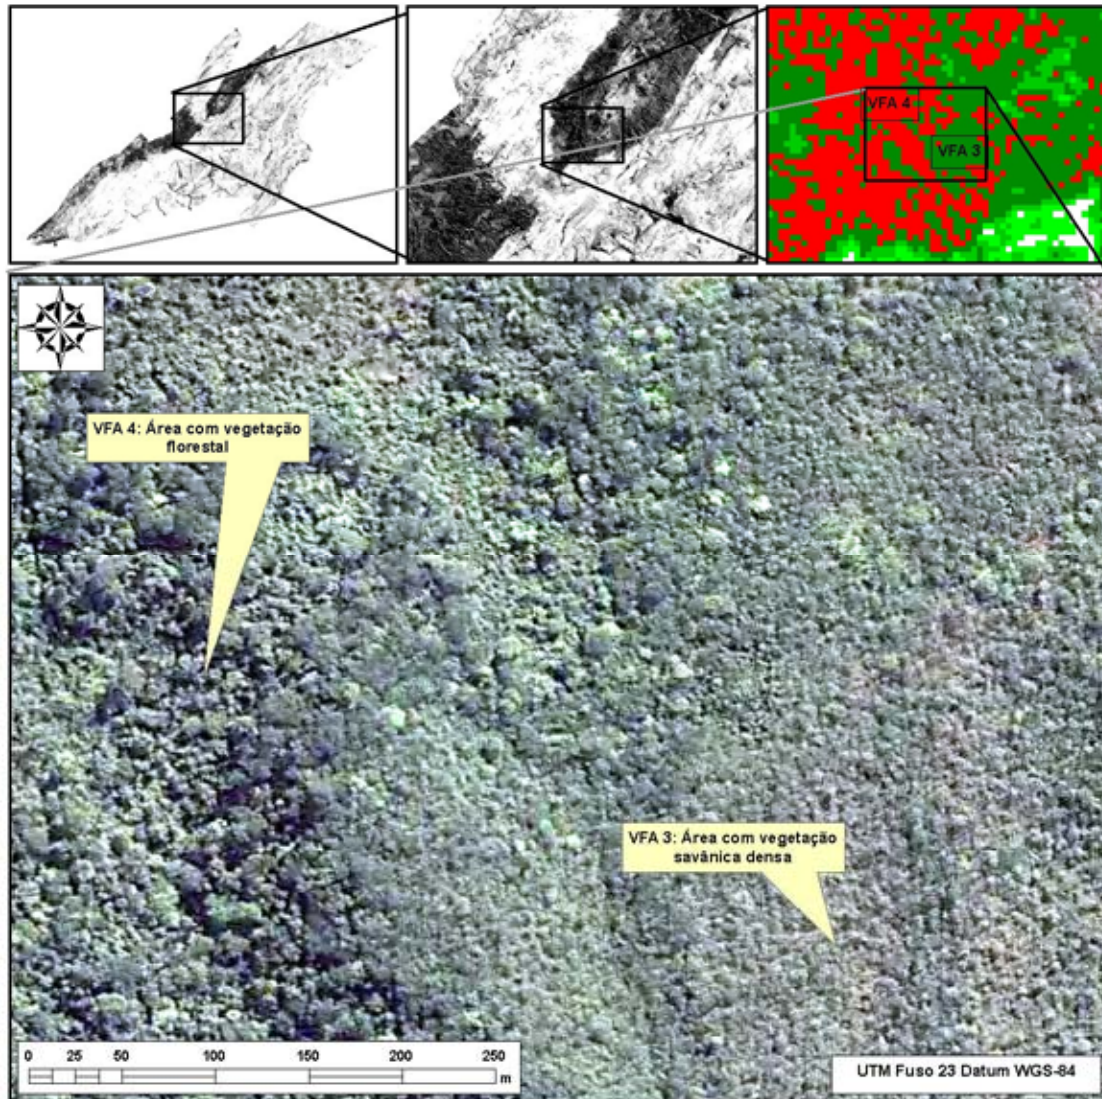 VFA 4
VFA 3
VFA 4: Área com vegetação
florestal
VFA 3: Área com vegetação
savânica densa
0 25 50 100 150 200 250
m
UTM Fuso 23 Datum WGS-84